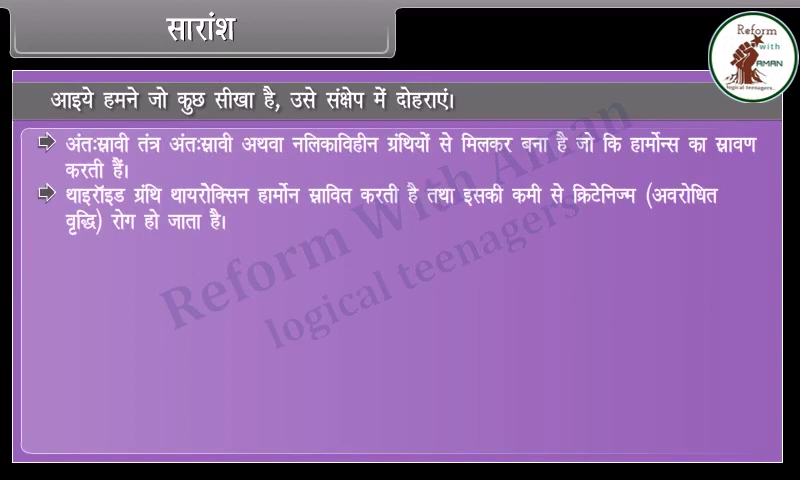 सारांश
Reform
with
AMAN
logical teenagers.
आइये हमने जो कुछ सीखा है, उसे संक्षेप में दोहराएं।
अंतःस्रावी तंत्र अंतःस्रावी अथवा नलिकाविहीन ग्रंथियों से मिलकर बना है जो कि हार्मोन्स का स्रावण
करती हैं।
थाइरॉइड ग्रंथि थायरोक्सिन हार्मोन स्रावित करती है तथा इसकी कमी से क्रिटेनिज्म (अवरोधित
वृद्धि) रोग हो जाता है।
Reform With Aman
logical teenagers